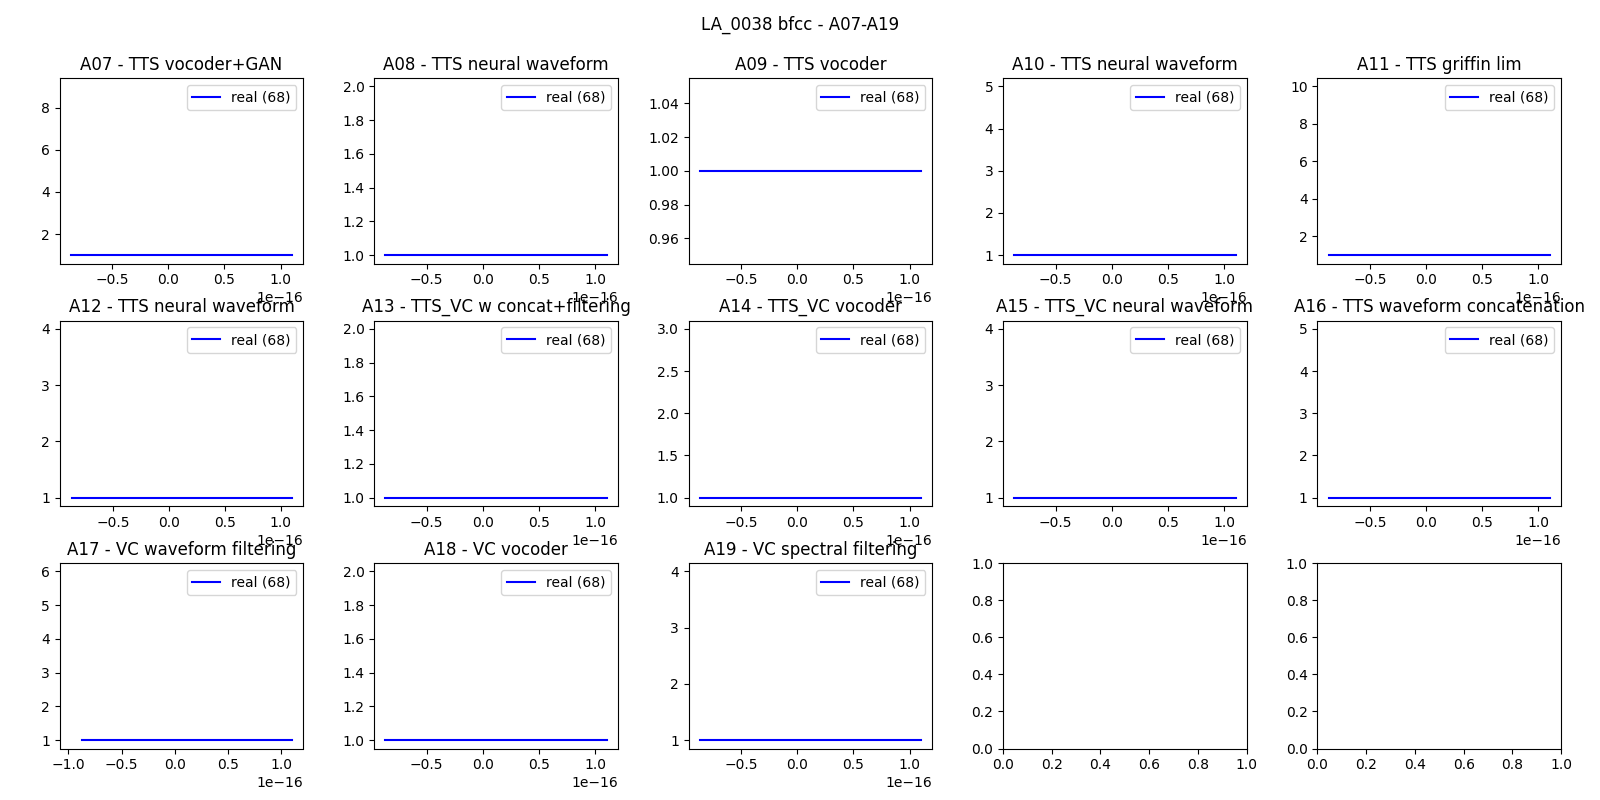 LA_0038 bfcc - A07-A19
A07 - TTS vocoder+GAN
real (68)
8
6
4
2
−0.5 0.0 0.5 1.0
1e−16
A08 - TTS neural waveform
real (68)
2.0
1.8
1.6
1.4
1.2
1.0
−0.5 0.0 0.5 1.0
1e−16
A09 - TTS vocoder
real (68)
1.04
1.02
1.00
0.98
0.96
−0.5 0.0 0.5 1.0
1e−16
A10 - TTS neural waveform
real (68)
5
4
3
2
1
−0.5 0.0 0.5 1.0
1e−16
A11 - TTS griffin lim
real (68)
10
8
6
4
2
−0.5 0.0 0.5 1.0
1e−16
A12 - TTS neural waveform
real (68)
4
3
2
1
−0.5 0.0 0.5 1.0
1e−16
A13 - TTS_VC w concat+filtering
real (68)
2.0
1.8
1.6
1.4
1.2
1.0
−0.5 0.0 0.5 1.0
1e−16
A14 - TTS_VC vocoder
real (68)
3.0
2.5
2.0
1.5
1.0
−0.5 0.0 0.5 1.0
1e−16
A15 - TTS_VC neural waveform
real (68)
4
3
2
1
−0.5 0.0 0.5 1.0
1e−16
A16 - TTS waveform concatenation
real (68)
5
4
3
2
1
−0.5 0.0 0.5 1.0
1e−16
A17 - VC waveform filtering
real (68)
6
5
4
3
2
1
−1.0 −0.5 0.0 0.5 1.0
1e−16
A18 - VC vocoder
real (68)
2.0
1.8
1.6
1.4
1.2
1.0
−0.5 0.0 0.5 1.0
1e−16
A19 - VC spectral filtering
real (68)
4
3
2
1
−0.5 0.0 0.5 1.0
1e−16
1.0
0.8
0.6
0.4
0.2
0.0
0.0 0.2 0.4 0.6 0.8 1.0
1.0
0.8
0.6
0.4
0.2
0.0
0.0 0.2 0.4 0.6 0.8 1.0